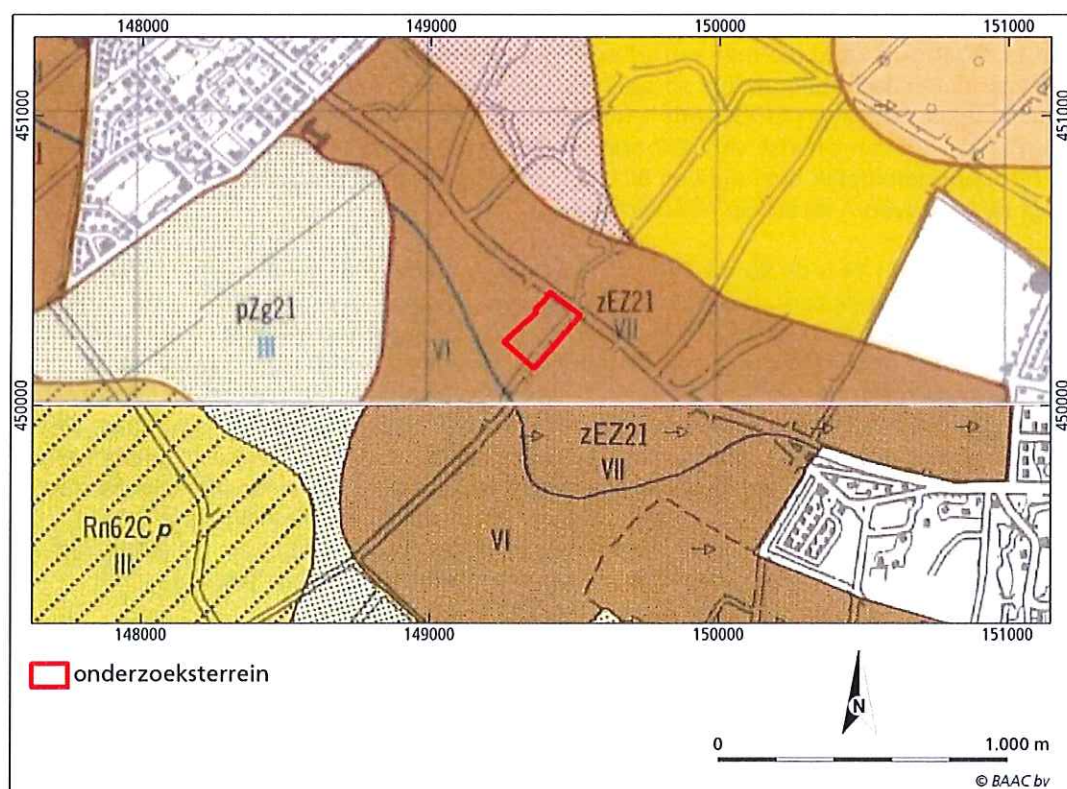 148000 149000 150000 151000
451000 451000
zEZ21
pZg21 VII
III VI
450000 450000
zEZ21
VII
Rn62C p
III VI
148000 149000 150000 151000
onderzoeksterrein
N
0 1.000 m
© BAAC bv